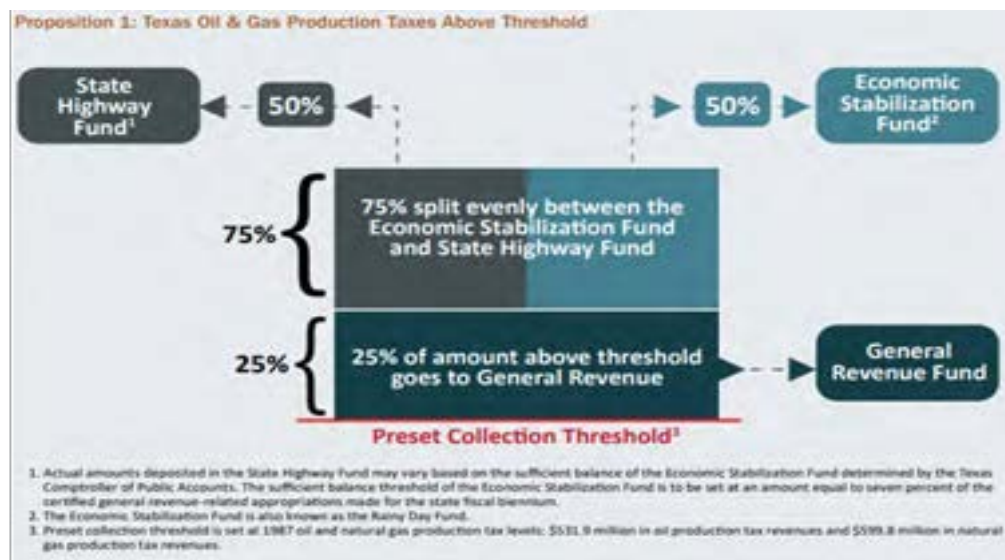 Proposition 1: Texas Oil & Gas Production Taxes Above Threshold
State
Highway
Fund¹
50%
50%
Economic
Stabilization
Fund²
75%
75% split evenly between the
Economic Stabilization Fund
and State Highway Fund
25%
25% of amount above threshold
goes to General Revenue
General
Revenue Fund
Preset Collection Threshold³
1. Actual amounts deposited in the State Highway Fund may vary based on the sufficient balance of the Economic Stabilization Fund determined by the Texas
Comptroller of Public Accounts. The sufficient balance threshold of the Economic Stabilization Fund is to be set at an amount equal to seven percent of the
certified general revenue-related appropriations made for the state fiscal biennium.
2. The Economic Stabilization Fund is also known as the Rainy Day Fund.
3. Preset collection threshold is set at 1987 oil and natural gas production tax levels; $531.9 million in oil production tax revenues and $599.8 million in natural
gas production tax revenues.